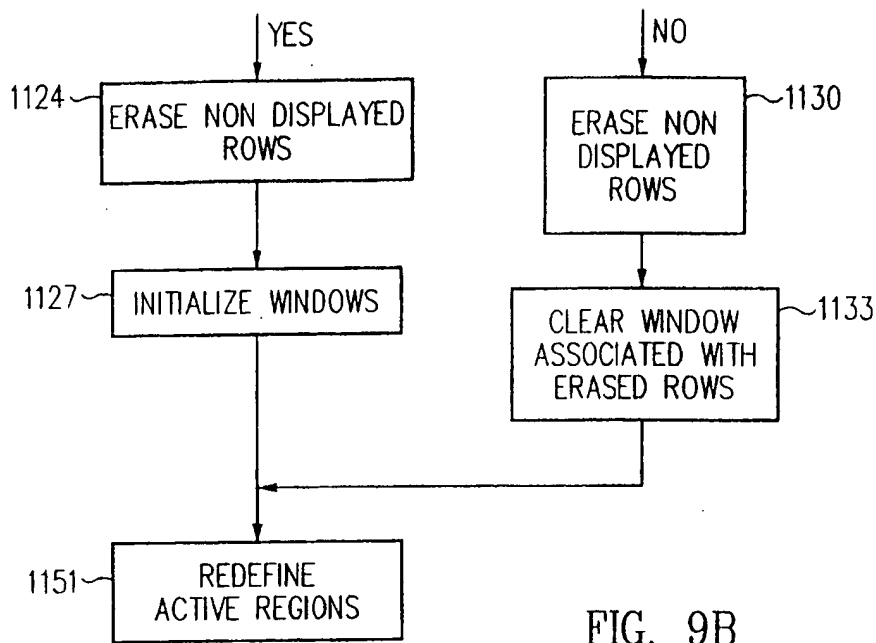 YES
1124
ERASE NON DISPLAYED
ROWS
1127
INITIALIZE WINDOWS
NO
1130
ERASE NON
DISPLAYED
ROWS
1133
CLEAR WINDOW
ASSOCIATED WITH
ERASED ROWS
1151
REDEFINE
ACTIVE REGIONS
FIG. 9B